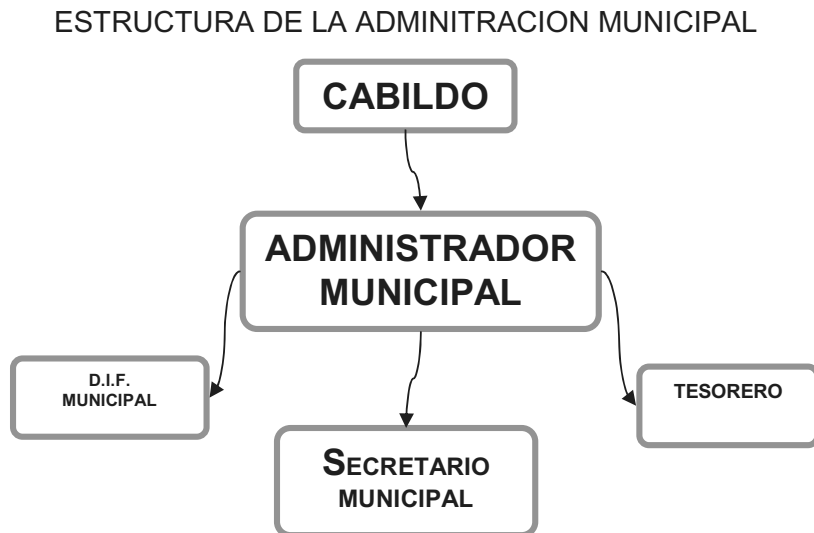 ESTRUCTURA DE LA ADMINITRACION MUNICIPAL
CABILDO
ADMINISTRADOR
MUNICIPAL
D.I.F.
MUNICIPAL
TESORERO
SECRETARIO
MUNICIPAL